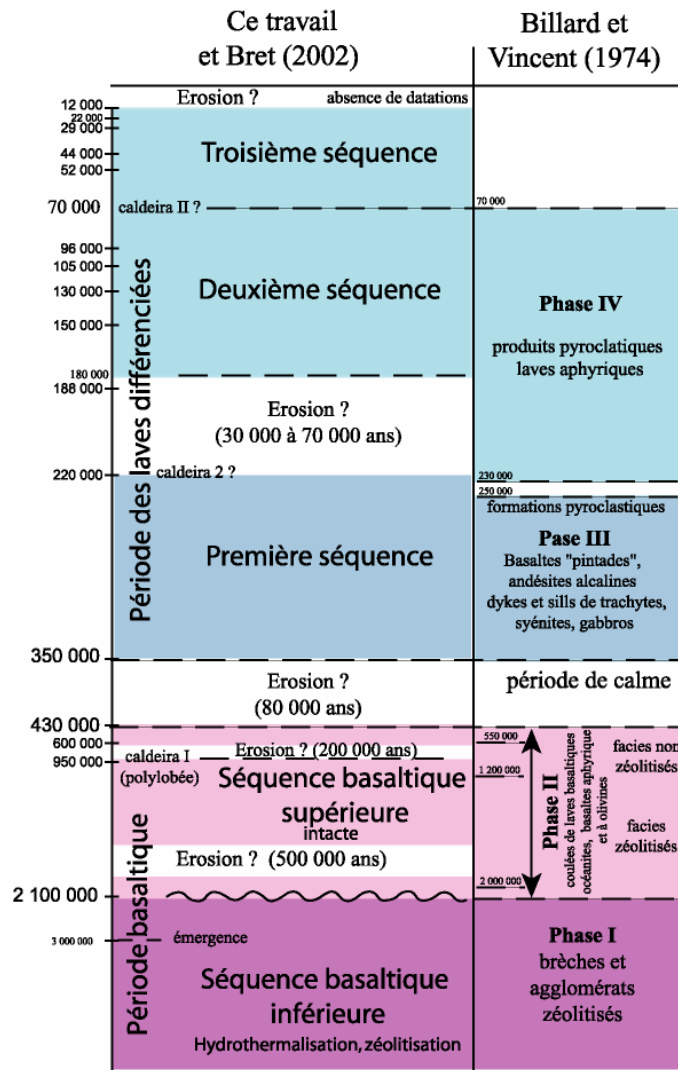 Ce travail
et Bret (2002)
Billard et
Vincent (1974)
Erosion ?
absence de datations
12 000
22 000
29 000
44 000
52 000
Troisième séquence
70 000
caldeira II ?
70 000
96 000
105 000
130 000
150 000
Deuxième séquence
Phase IV
produits pyroclatiques
laves aphyriques
180 000
188 000
Erosion ?
(30 000 à 70 000 ans)
220 000
caldeira 2 ?
230 000
250 000
formations pyroclastiques
Période des laves différenciées
Première séquence
Pase III
Basaltes "pintades",
andésites alcalines
dykes et sills de trachytes,
syénites, gabbros
350 000
Erosion ?
(80 000 ans)
période de calme
430 000
600 000
950 000
caldeira I
(polylobée)
Erosion ? (200 000 ans)
Séquence basaltique
supérieure
intacte
Erosion ? (500 000 ans)
550 000
1 200 000
2 000 000
Phase II
coulées de laves basaltiques
océanites, basaltes aphyrique
et à olivines
facies non
zéolitisés
facies
zéolitisés
2 100 000
3 000 000
émergence
Période basaltique
Séquence basaltique
inférieure
Hydrothermalisation, zéolitisation
Phase I
brèches et
agglomérats
zéolitisés